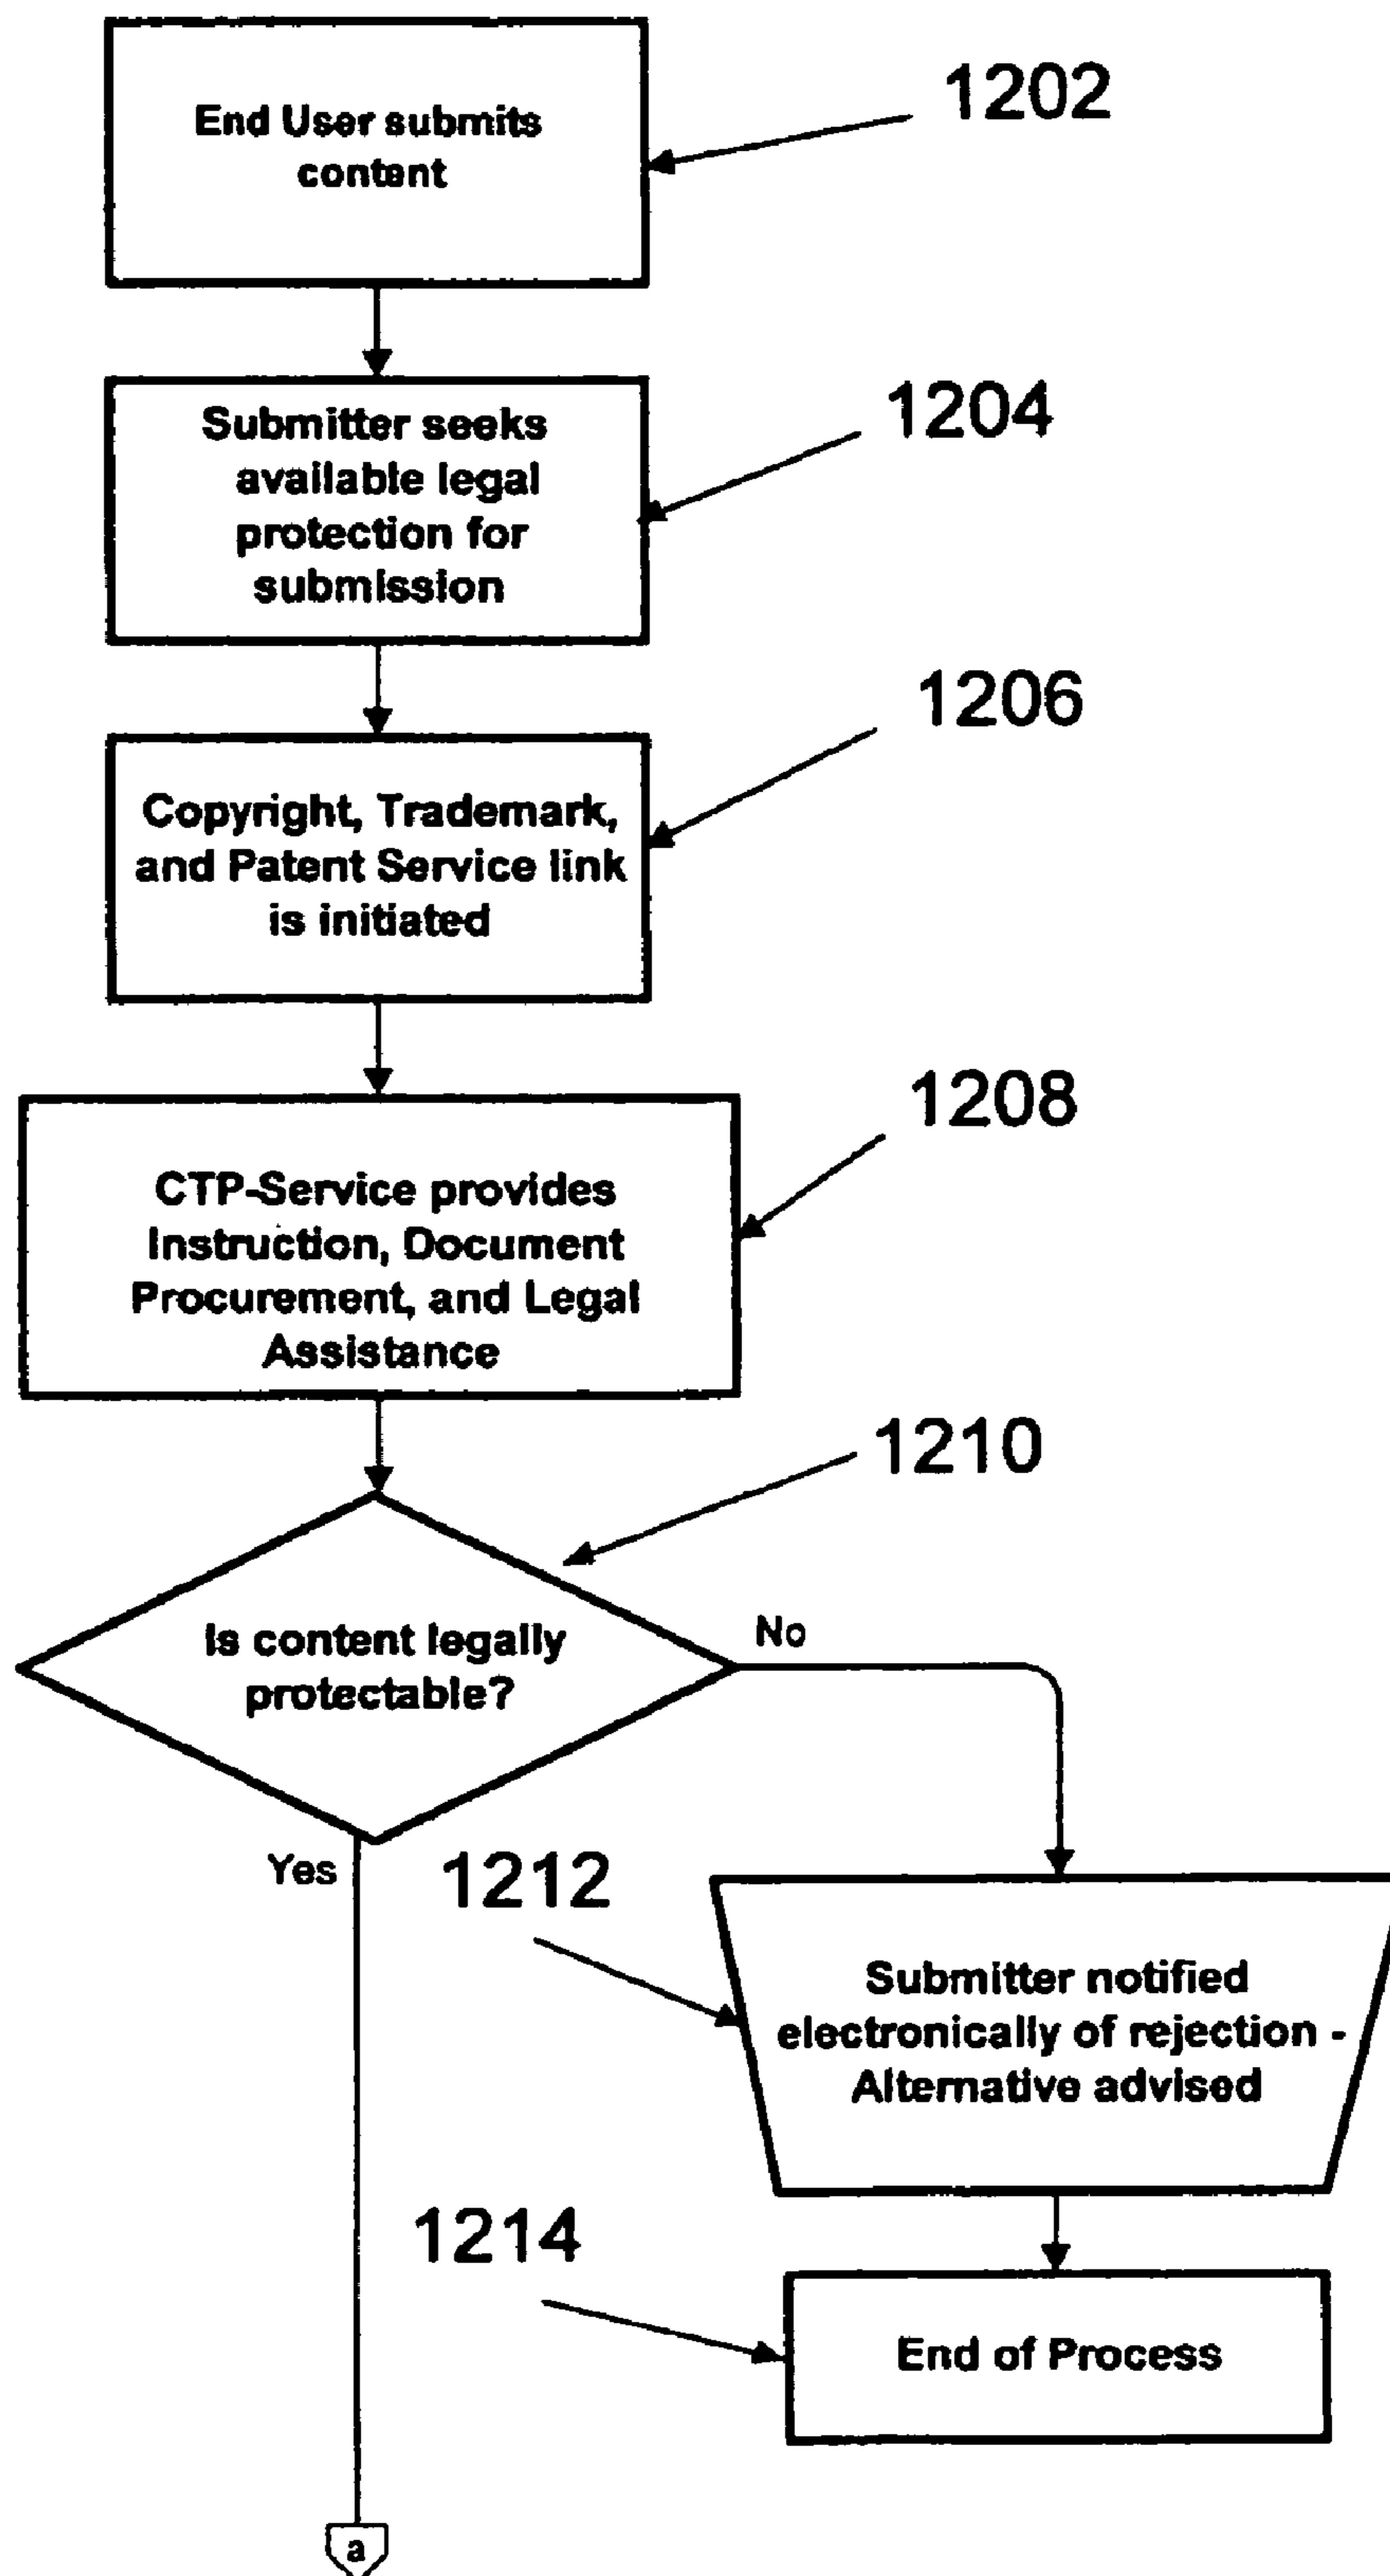 End User submits
content
1202
Submitter seeks
available legal
protection for
submission
1204
Copyright, Trademark,
and Patent Service link
is initiated
1206
CTP-Service provides
Instruction, Document
Procurement, and Legal
Assistance
1208
Is content legally
protectable?
1210
No
Yes
1212
Submitter notified
electronically of rejection -
Alternative advised
1214
End of Process
a